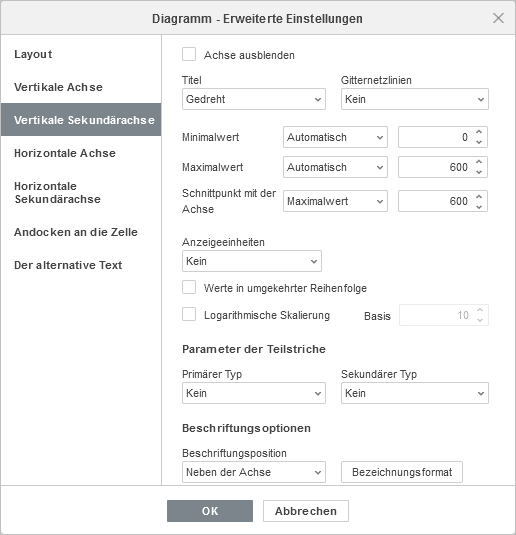 Diagramm - Erweiterte Einstellungen
Layout
Vertikale Achse
Vertikale Sekundärachse
Horizontale Achse
Horizontale
Sekundärachse
Andocken an die Zelle
Der alternative Text
Achse ausblenden
Titel Gitternetzlinien
Gedreht Kein
Minimalwert Automatisch 0
Maximalwert Automatisch 600
Schnittpunkt mit der
Achse Maximalwert 600
Anzeigeeinheiten
Kein
Werte in umgekehrter Reihenfolge
Logarithmische Skalierung Basis 10
Parameter der Teilstriche
Primärer Typ Sekundärer Typ
Kein Kein
Beschriftungsoptionen
Beschriftungsposition
Neben der Achse Bezeichnungsformat
OK Abbrechen